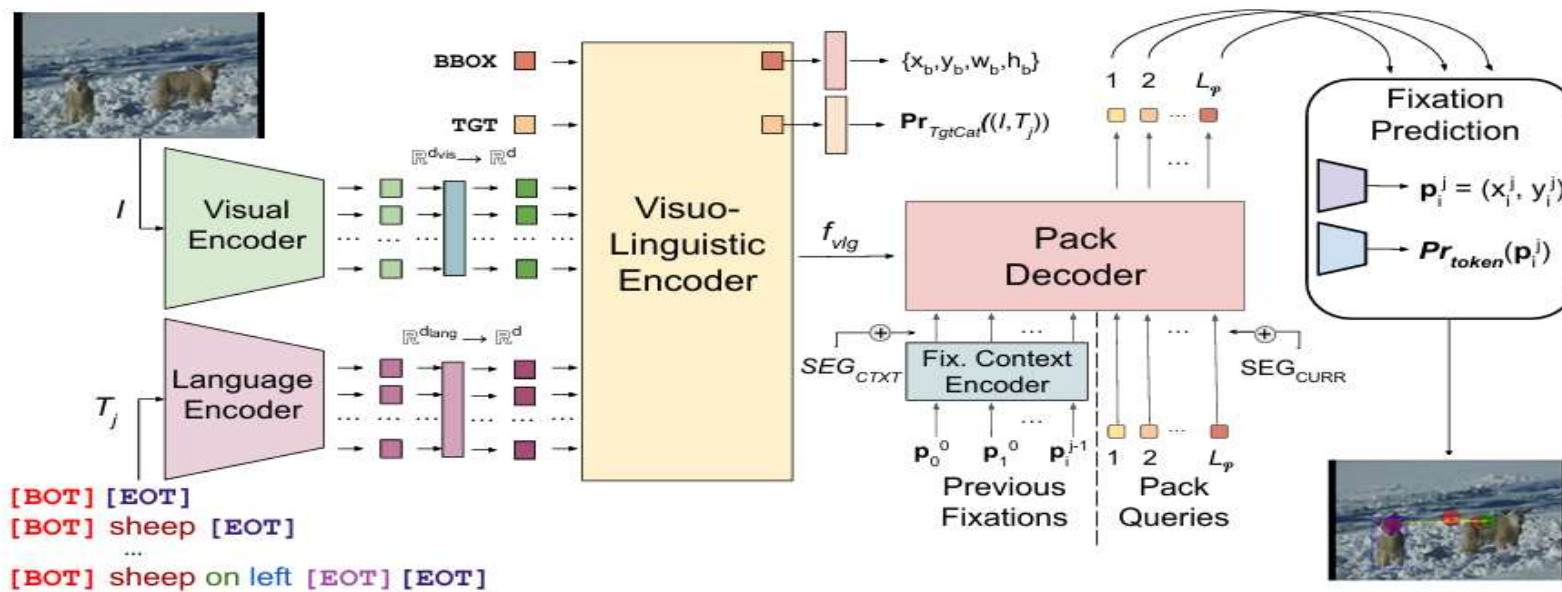 BBOX
{x_b, y_b, w_b, h_b}
TGT
Pr_TgtCat((I, T_j))
ℝ^dvis → ℝ^d
I
Visual
Encoder
... ... ... ...
ℝ^dlang → ℝ^d
T_j
Language
Encoder
... ... ... ...
[BOT] [EOT]
[BOT] sheep [EOT]
...
[BOT] sheep on left [EOT] [EOT]
Visuo-
Linguistic
Encoder
f_vlg
1 2 L_p
...
...
Pack
Decoder
... ...
SEG_CTXT
SEG_CURR
Fix. Context
Encoder
... ...
p_0^0 p_1^0 p_i^j-1
1 2 L_p
Previous
Fixations
Pack
Queries
Fixation
Prediction
p_i^j = (x_i^j, y_i^j)
Pr_token(p_i^j)